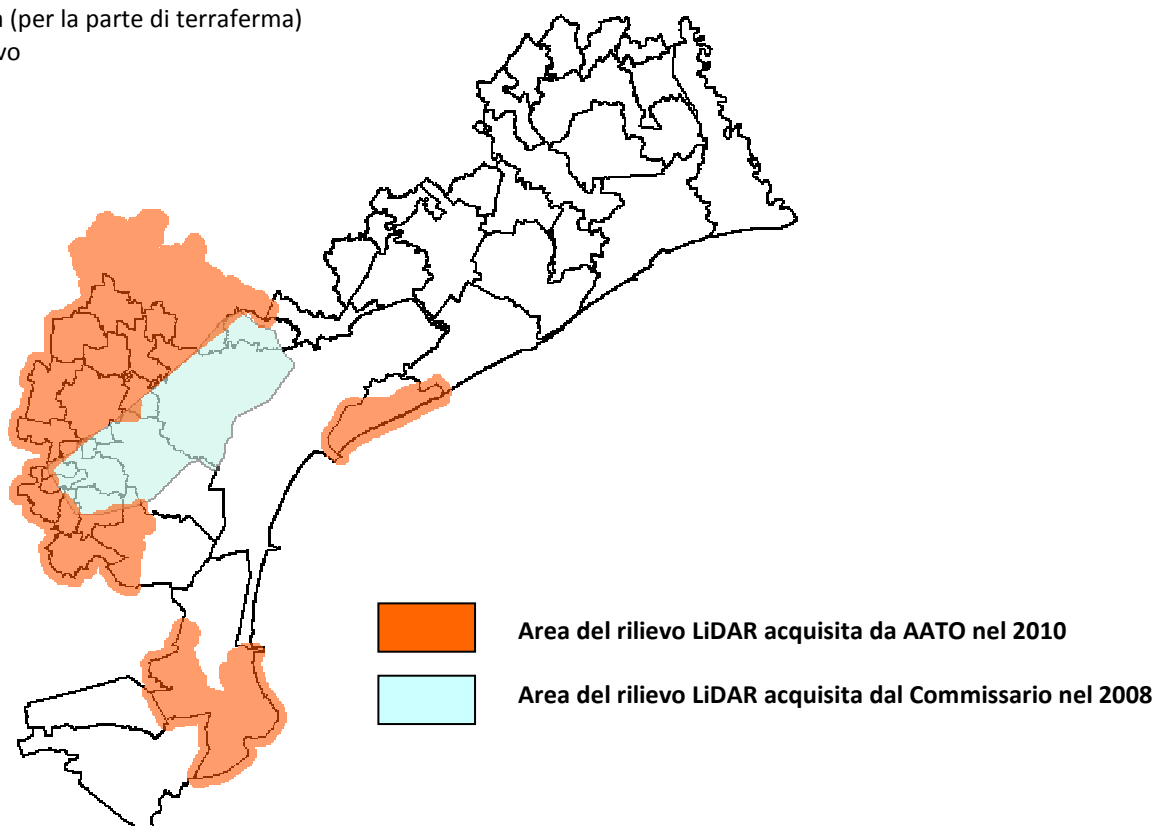 (per la parte di terraferma)
Area del rilievo LiDAR acquisita da AATO nel 2010
Area del rilievo LiDAR acquisita dal Commissario nel 2008